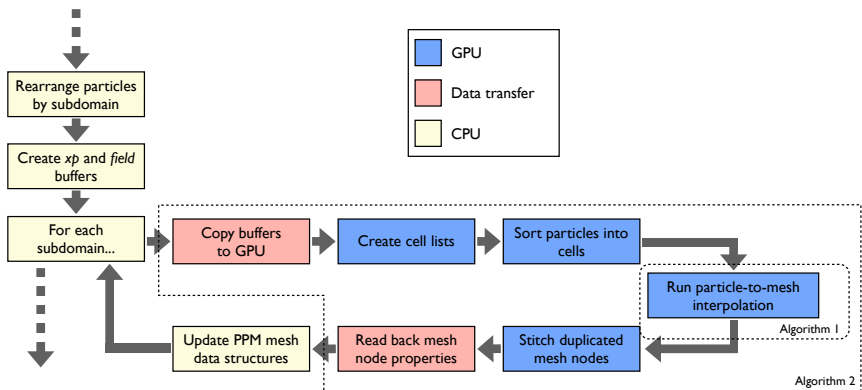 GPU
Data transfer
CPU
Rearrange particles
by subdomain
Create xp and field
buffers
For each
subdomain...
Copy buffers
to GPU
Create cell lists
Sort particles into
cells
Run particle-to-mesh
interpolation
Algorithm 1
Stitch duplicated
mesh nodes
Read back mesh
node properties
Update PPM mesh
data structures
Algorithm 2